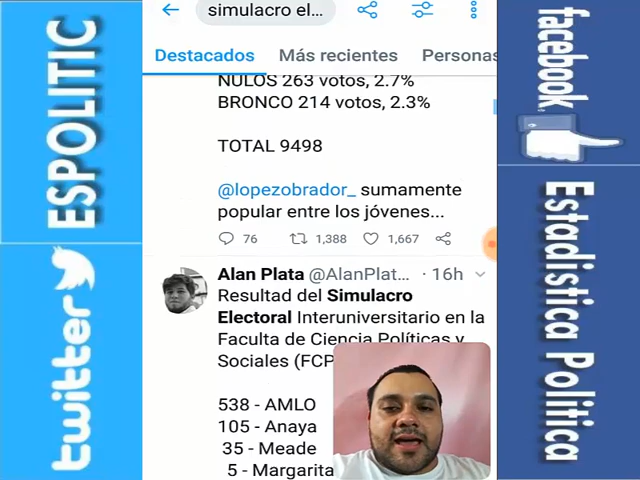 ESPOLITIC
twitter
simulacro el...
Destacados Más recientes Personas
NULOS 263 votos, 2.7%
BRONCO 214 votos, 2.3%
TOTAL 9498
@lopezobrador_ sumamente
popular entre los jóvenes...
76 1,388 1,667
Alan Plata @AlanPlat... · 16h
Resultad del Simulacro
Electoral Interuniversitario en la
Faculta de Ciencia Políticas y
Sociales (FCP
538 - AMLO
105 - Anaya
35 - Meade
5 - Margarita
facebook
Estadistica Politica